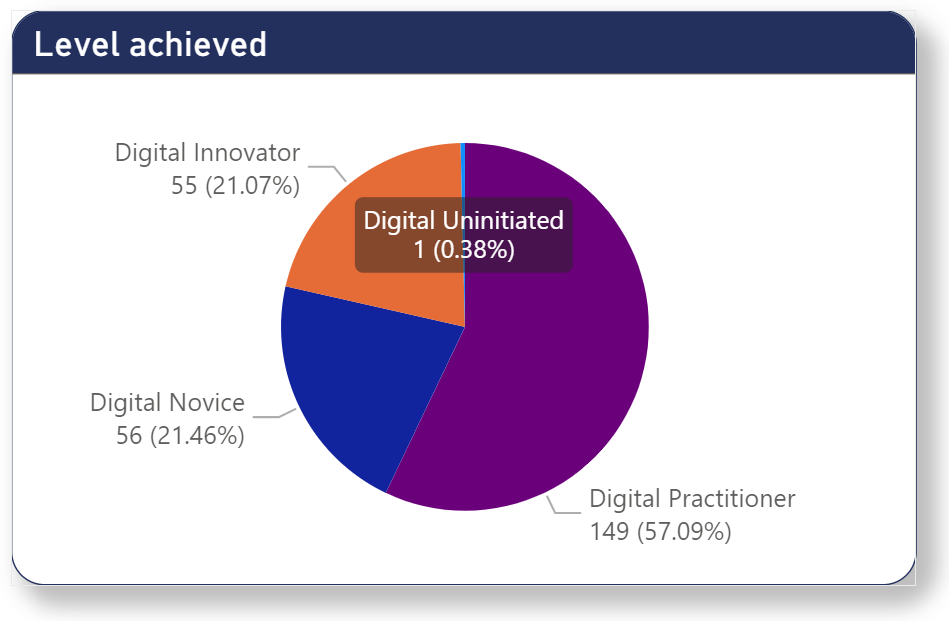 Level achieved
Digital Innovator
55 (21.07%)
Digital Uninitiated
1 (0.38%)
Digital Novice
56 (21.46%)
Digital Practitioner
149 (57.09%)